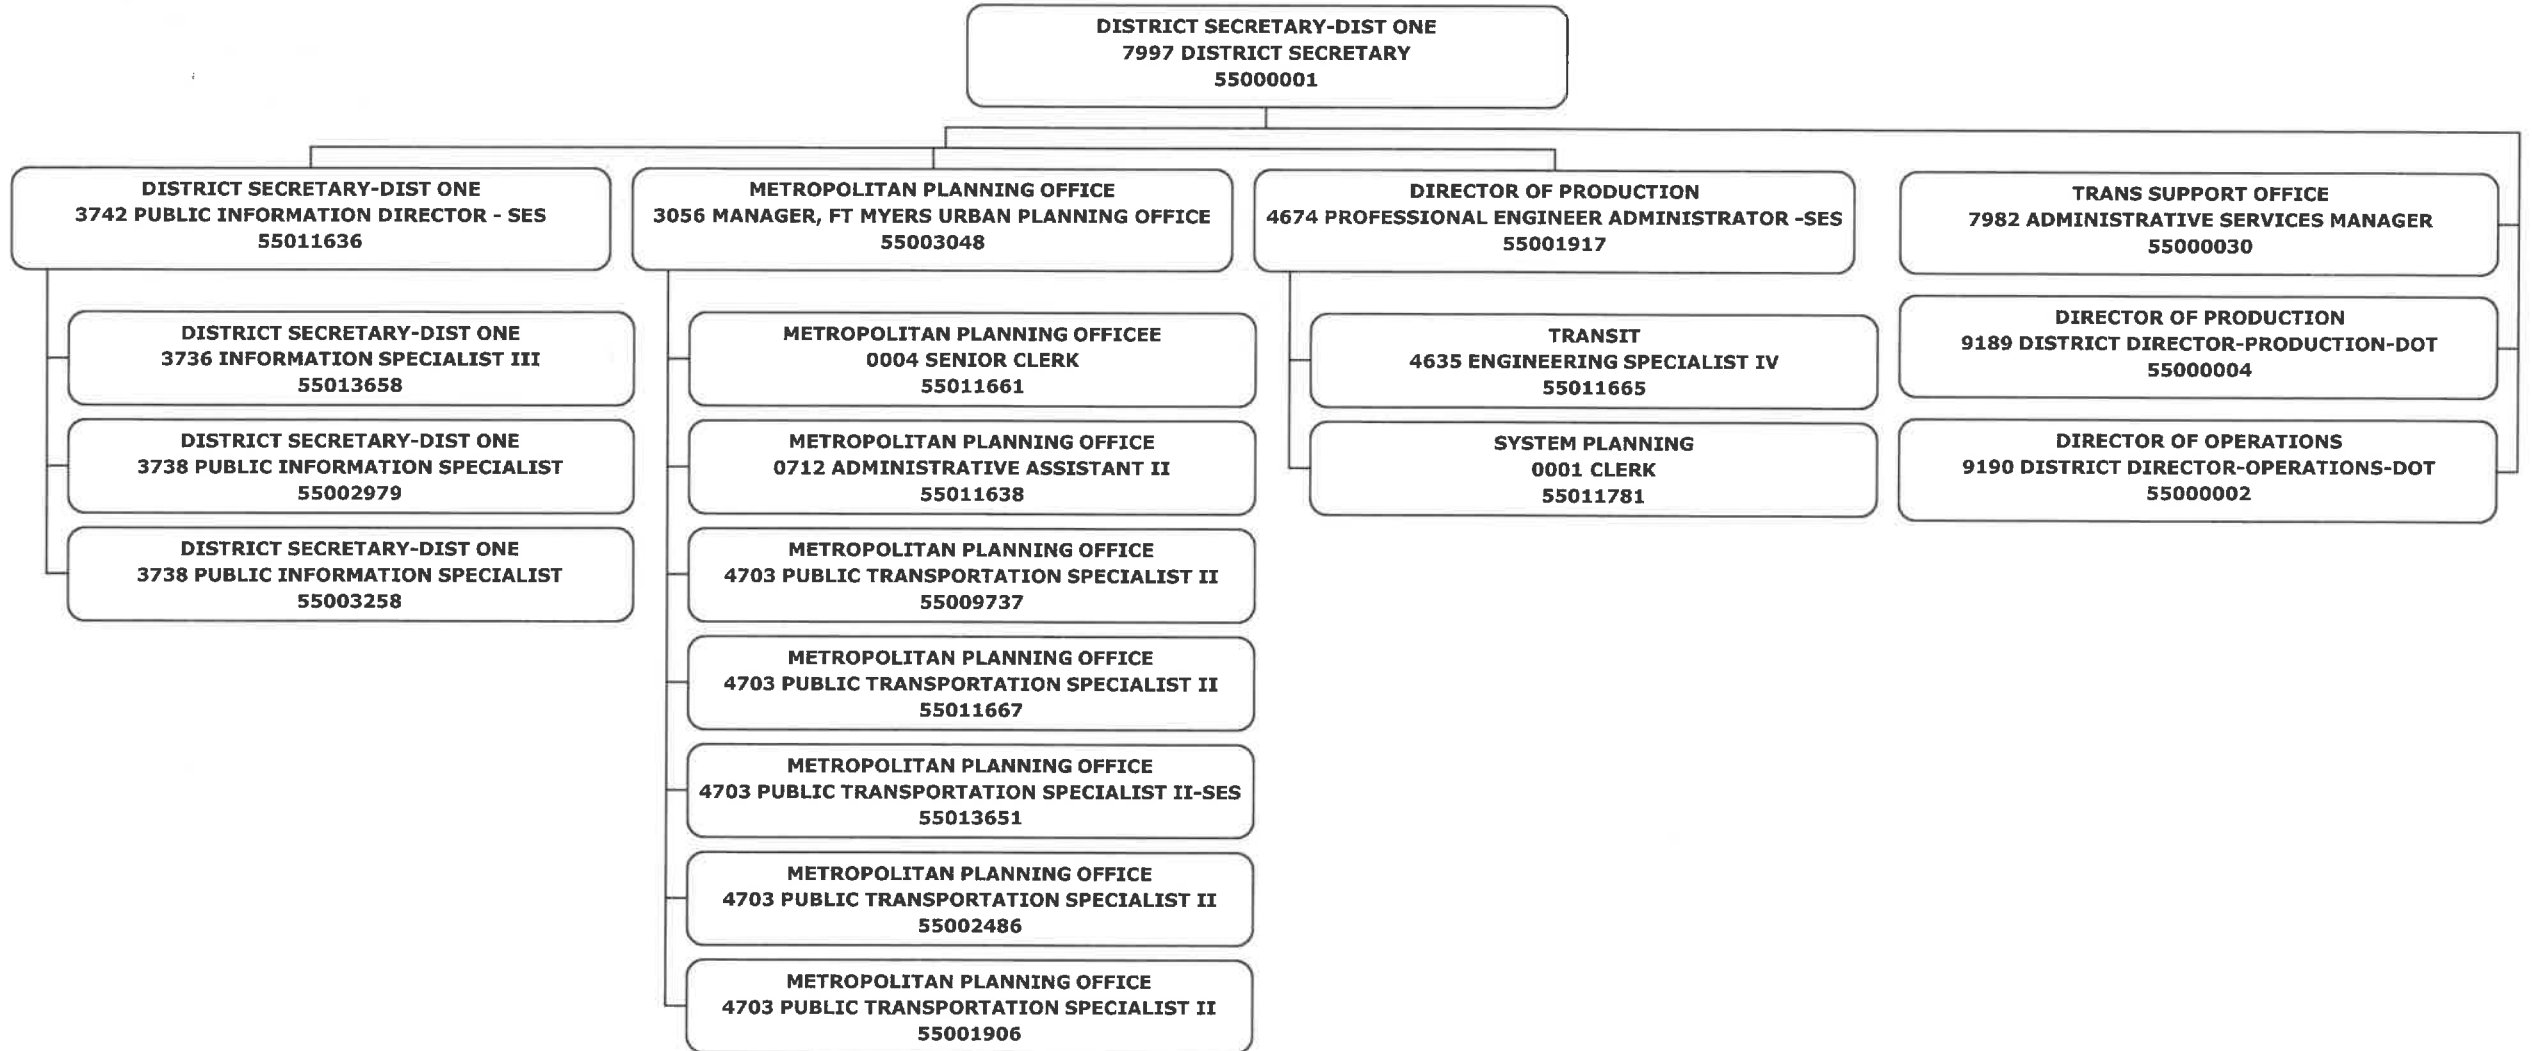 DISTRICT SECRETARY-DIST ONE
7997 DISTRICT SECRETARY
55000001
DISTRICT SECRETARY-DIST ONE
3742 PUBLIC INFORMATION DIRECTOR - SES
55011636
DISTRICT SECRETARY-DIST ONE
3736 INFORMATION SPECIALIST III
55013658
DISTRICT SECRETARY-DIST ONE
3738 PUBLIC INFORMATION SPECIALIST
55002979
DISTRICT SECRETARY-DIST ONE
3738 PUBLIC INFORMATION SPECIALIST
55003258
METROPOLITAN PLANNING OFFICE
3056 MANAGER, FT MYERS URBAN PLANNING OFFICE
55003048
METROPOLITAN PLANNING OFFICEE
0004 SENIOR CLERK
55011661
METROPOLITAN PLANNING OFFICE
0712 ADMINISTRATIVE ASSISTANT II
55011638
METROPOLITAN PLANNING OFFICE
4703 PUBLIC TRANSPORTATION SPECIALIST II
55009737
METROPOLITAN PLANNING OFFICE
4703 PUBLIC TRANSPORTATION SPECIALIST II
55011667
METROPOLITAN PLANNING OFFICE
4703 PUBLIC TRANSPORTATION SPECIALIST II-SES
55013651
METROPOLITAN PLANNING OFFICE
4703 PUBLIC TRANSPORTATION SPECIALIST II
55002486
METROPOLITAN PLANNING OFFICE
4703 PUBLIC TRANSPORTATION SPECIALIST II
55001906
DIRECTOR OF PRODUCTION
4674 PROFESSIONAL ENGINEER ADMINISTRATOR -SES
55001917
TRANSIT
4635 ENGINEERING SPECIALIST IV
55011665
SYSTEM PLANNING
0001 CLERK
55011781
TRANS SUPPORT OFFICE
7982 ADMINISTRATIVE SERVICES MANAGER
55000030
DIRECTOR OF PRODUCTION
9189 DISTRICT DIRECTOR-PRODUCTION-DOT
55000004
DIRECTOR OF OPERATIONS
9190 DISTRICT DIRECTOR-OPERATIONS-DOT
55000002